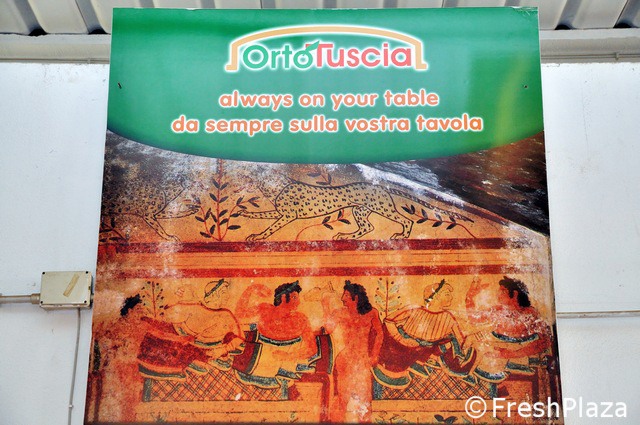 OrtoTuscia
always on your table
da sempre sulla vostra tavola
©FreshPlaza